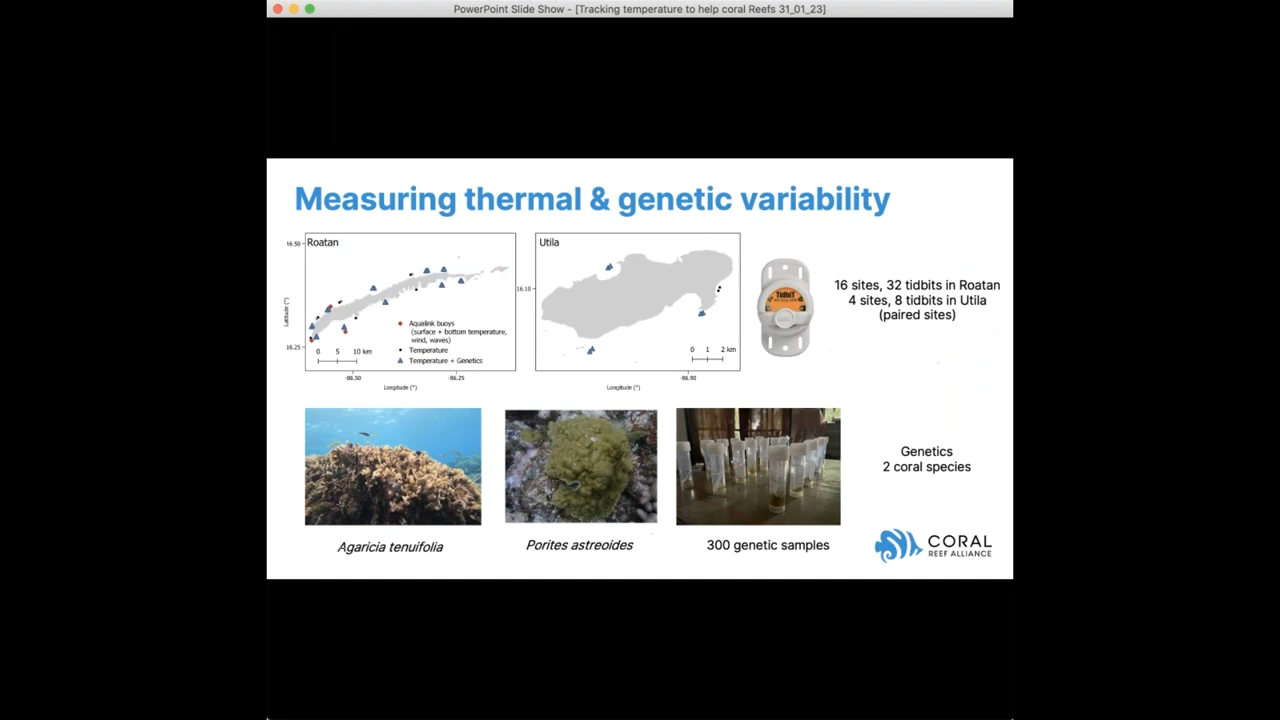 PowerPoint Slide Show - [Tracking temperature to help coral Reefs 31_01_23]
Measuring thermal & genetic variability
Roatan
16.50
16.25
Latitude (°)
Aqualink buoys
(surface + bottom temperature,
wind, waves)
Temperature
Temperature + Genetics
0 5 10 km
-86.50 -86.25
Longitude (°)
Utila
16.10
0 1 2 km
-86.90
Longitude (°)
TidbiT
16 sites, 32 tidbits in Roatan
4 sites, 8 tidbits in Utila
(paired sites)
Agaricia tenuifolia
Porites astreoides
300 genetic samples
Genetics
2 coral species
CORAL
REEF ALLIANCE